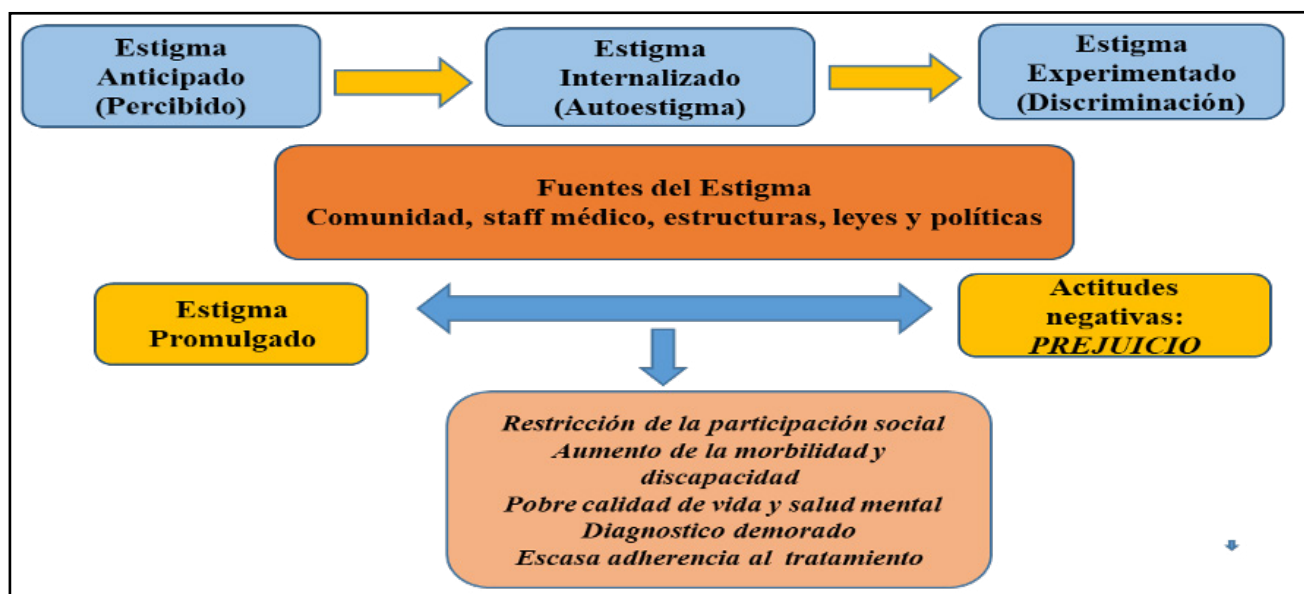 Estigma
Anticipado
(Percibido)
Estigma
Internalizado
(Autoestigma)
Estigma
Experimentado
(Discriminación)
Fuentes del Estigma
Comunidad, staff médico, estructuras, leyes y políticas
Estigma
Promulgado
Actitudes
negativas:
PREJUICIO
Restricción de la participación social
Aumento de la morbilidad y
discapacidad
Pobre calidad de vida y salud mental
Diagnostico demorado
Escasa adherencia al tratamiento